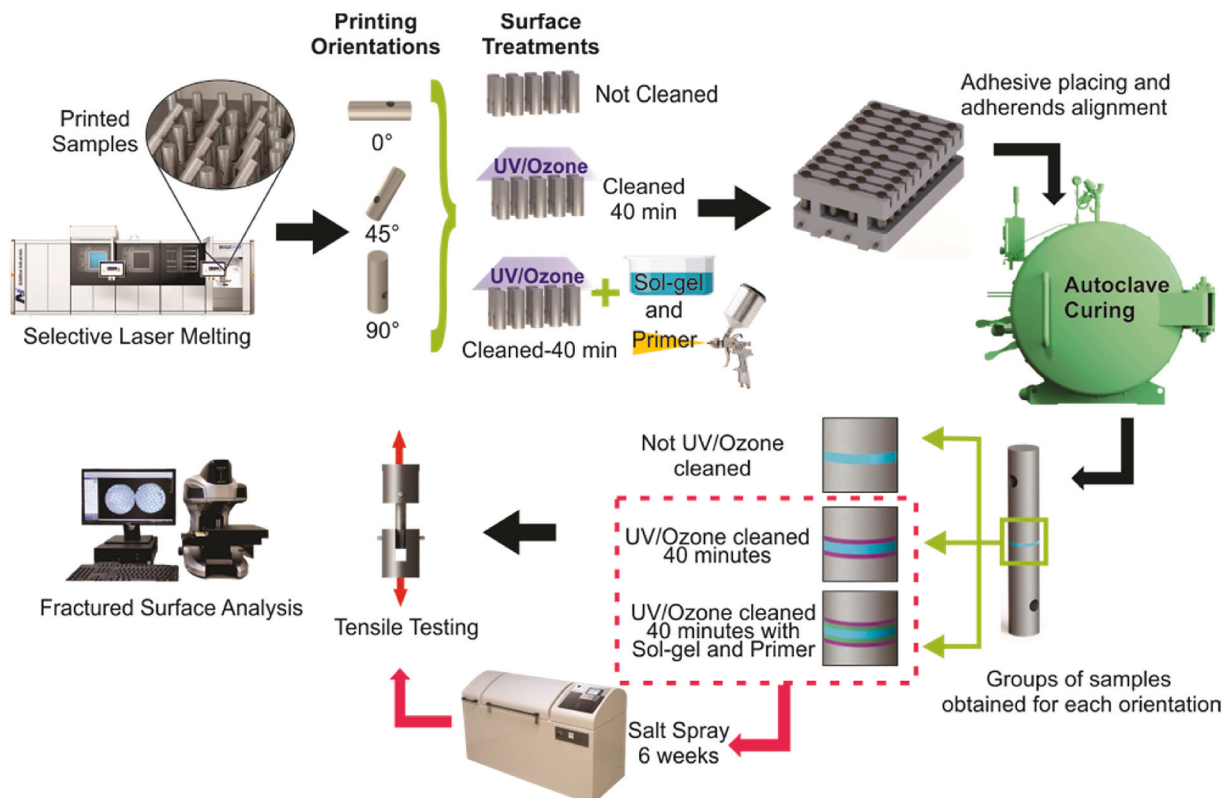 Printing
Orientations
Surface
Treatments
Printed
Samples
0°
45°
90°
Selective Laser Melting
Not Cleaned
UV/Ozone
Cleaned
40 min
UV/Ozone
Cleaned-40 min
Sol-gel
and
Primer
Adhesive placing and
adherends alignment
Autoclave
Curing
Not UV/Ozone
cleaned
UV/Ozone cleaned
40 minutes
UV/Ozone cleaned
40 minutes with
Sol-gel and Primer
Groups of samples
obtained for each orientation
Fractured Surface Analysis
Tensile Testing
Salt Spray
6 weeks